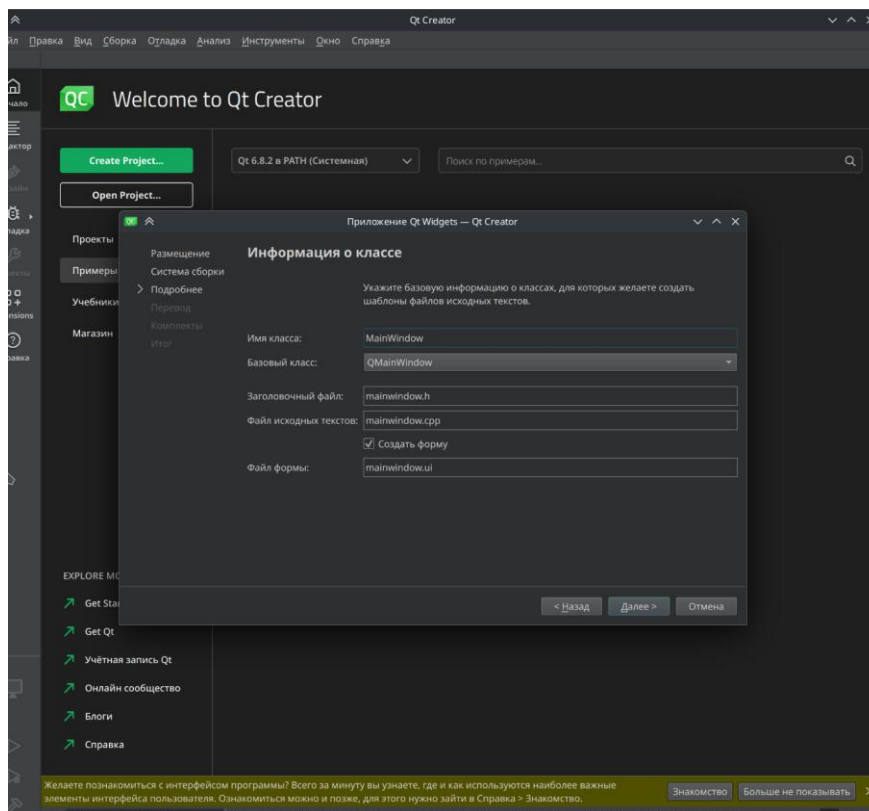 Qt Creator
Правка Вид Сборка Отладка Анализ Инструменты Окно Справка
QC Welcome to Qt Creator
Create Project...
Qt 6.8.2 в PATH (Системная)
Поиск по примерам...
Open Project...
Приложение Qt Widgets — Qt Creator
Проекты
Примеры
Учебники
Магазин
Размещение
Система сборки
Подробнее
Перевод
Комплекты
Итог
Информация о классе
Укажите базовую информацию о классах, для которых желаете создать
шаблоны файлов исходных текстов.
Имя класса: MainWindow
Базовый класс: QMainWindow
Заголовочный файл: mainwindow.h
Файл исходных текстов: mainwindow.cpp
Создать форму
Файл формы: mainwindow.ui
< Назад
Далее >
Отмена
EXPLORE MO
Get Star
Get Qt
Учётная запись Qt
Онлайн сообщество
Блоги
Справка
Желаете познакомиться с интерфейсом программы? Всего за минуту вы узнаете, где и как используются наиболее важные
элементы интерфейса пользователя. Ознакомиться можно и позже, для этого нужно зайти в Справка > Знакомство.
Знакомство
Больше не показывать